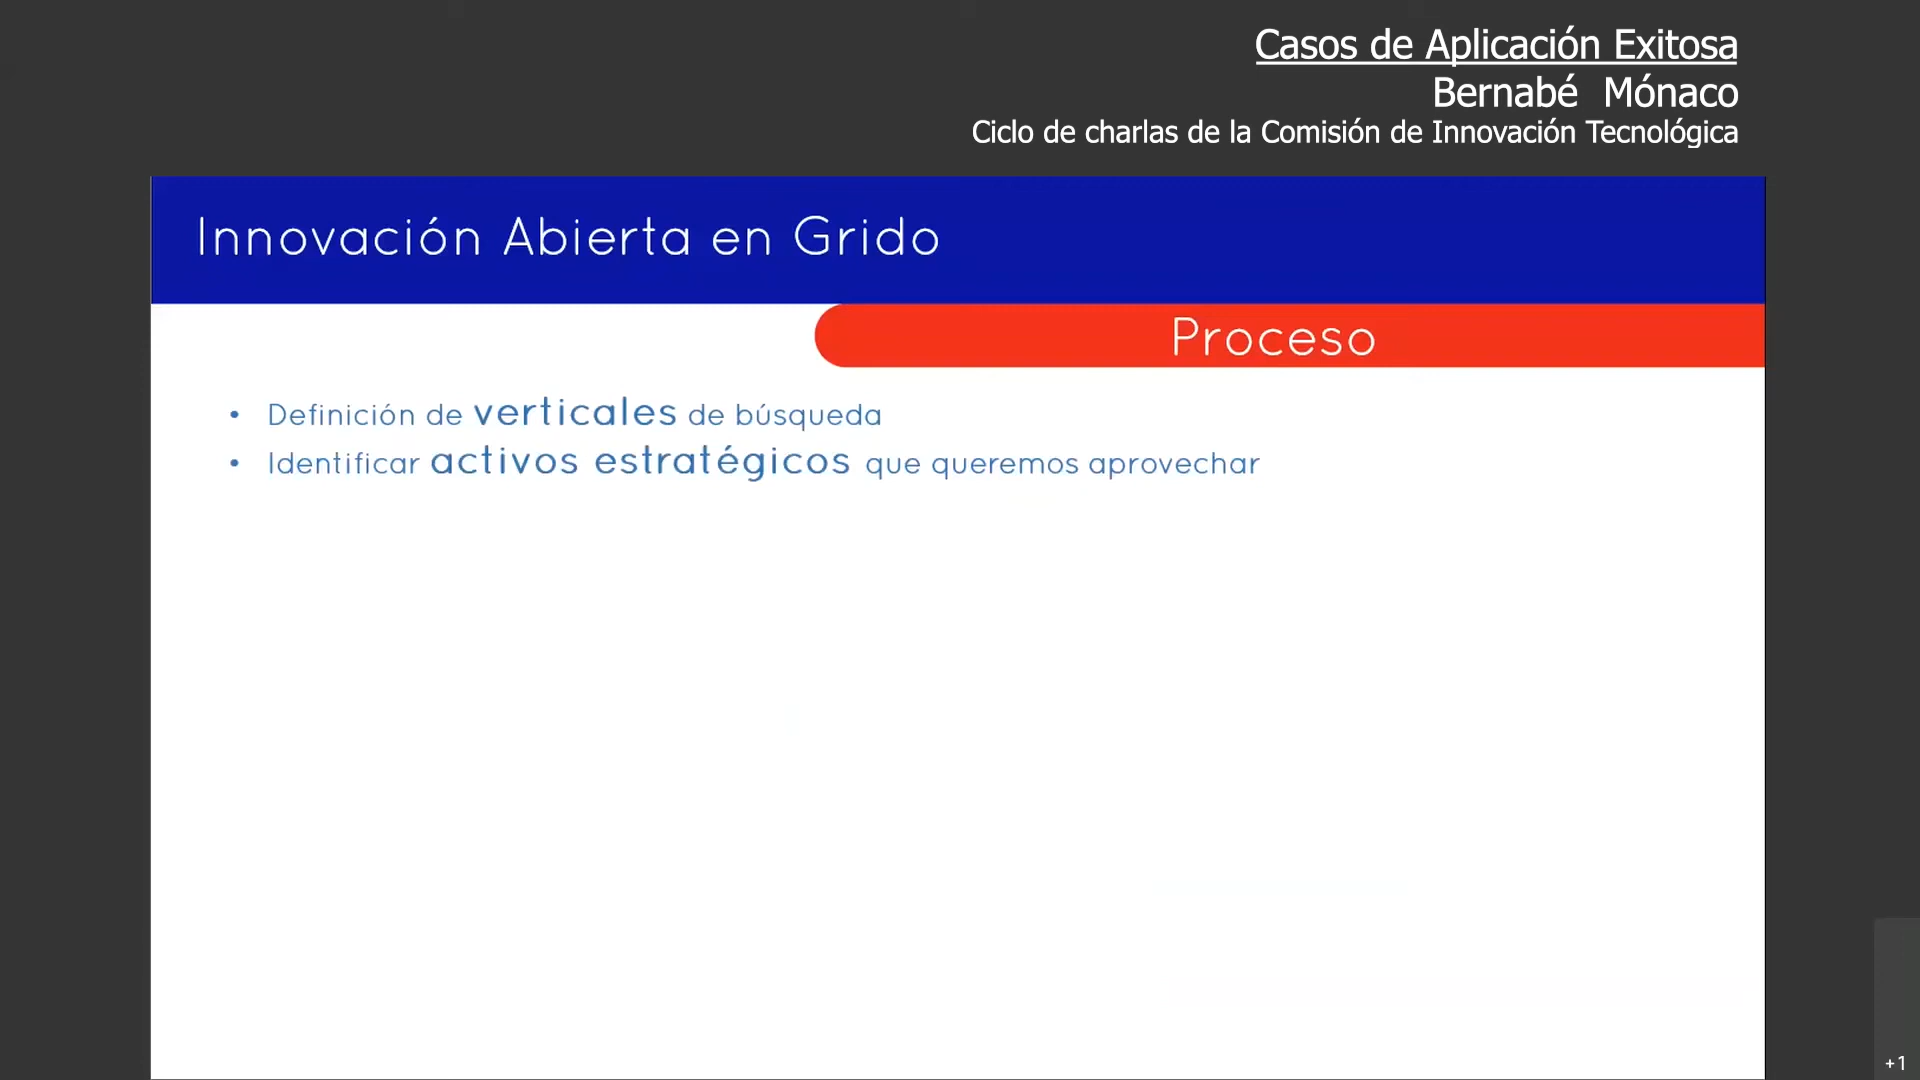 Casos de Aplicación Exitosa
Bernabé Mónaco
Ciclo de charlas de la Comisión de Innovación Tecnológica
Innovación Abierta en Grido
Proceso
• Definición de verticales de búsqueda
• Identificar activos estratégicos que queremos aprovechar
+1